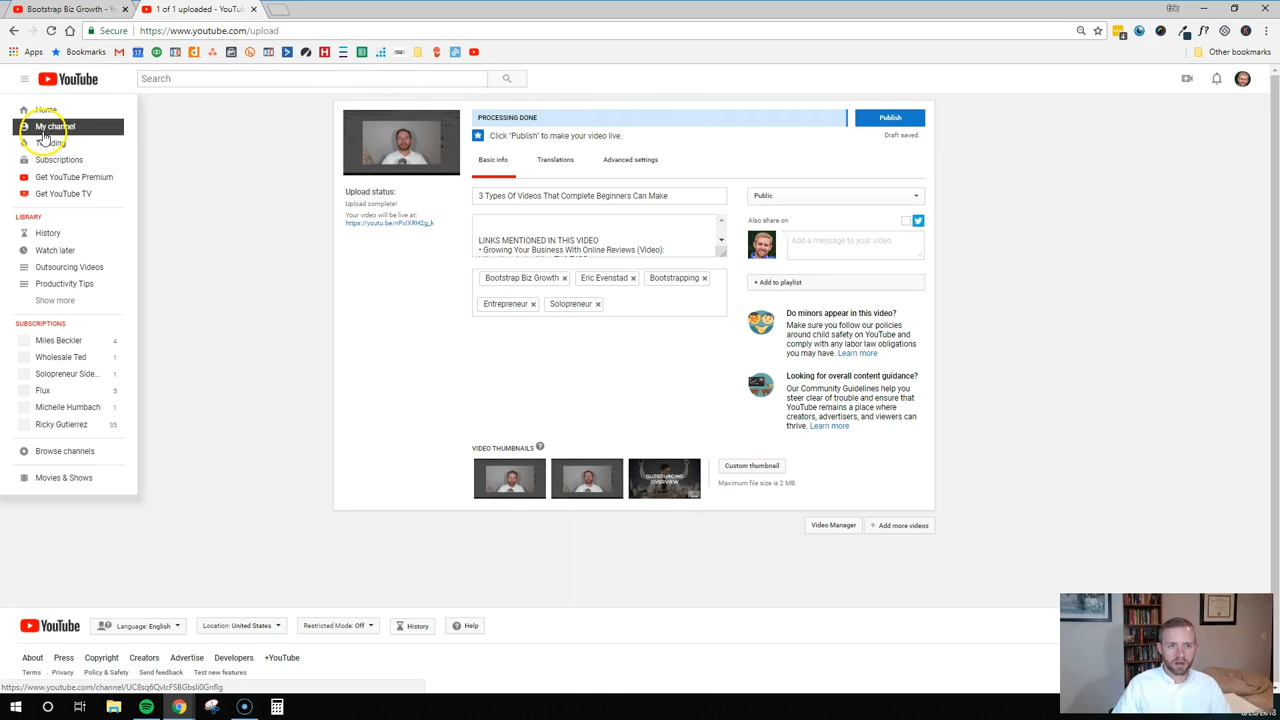 Bootstrap Biz Growth - Y
1 of 1 uploaded - YouTu
Eric
Secure
https://www.youtube.com/upload
Apps
Bookmarks
Other bookmarks
YouTube
Search
Home
My channel
Trending
Subscriptions
Get YouTube Premium
Get YouTube TV
LIBRARY
History
Watch later
Outsourcing Videos
Productivity Tips
Show more
SUBSCRIPTIONS
Miles Beckler 4
Wholesale Ted 1
Solopreneur Side... 1
Flux 5
Michelle Humbach 1
Ricky Gutierrez 35
Browse channels
Movies & Shows
Upload status:
Upload complete!
Your video will be live at:
PROCESSING DONE
Publish
Click "Publish" to make your video live.
Draft saved.
Basic info
Translations
Advanced settings
3 Types Of Videos That Complete Beginners Can Make
LINKS MENTIONED IN THIS VIDEO
• Growing Your Business With Online Reviews (Video):
Bootstrap Biz Growth ×
Eric Evenstad ×
Bootstrapping ×
Entrepreneur ×
Solopreneur ×
Public
Also share on
Add a message to your video
+ Add to playlist
Do minors appear in this video?
Make sure you follow our policies
around child safety on YouTube and
comply with any labor law obligations
you may have. Learn more
Looking for overall content guidance?
Our Community Guidelines help you
steer clear of trouble and ensure that
YouTube remains a place where
creators, advertisers, and viewers can
thrive. Learn more
VIDEO THUMBNAILS
OUTSOURCING
OVERVIEW
Custom thumbnail
Maximum file size is 2 MB.
Video Manager
+ Add more videos
YouTube
Language: English
Location: United States
Restricted Mode: Off
History
Help
About
Press
Copyright
Creators
Advertise
Developers
+YouTube
Terms
Privacy
Policy & Safety
Send feedback
Test new features